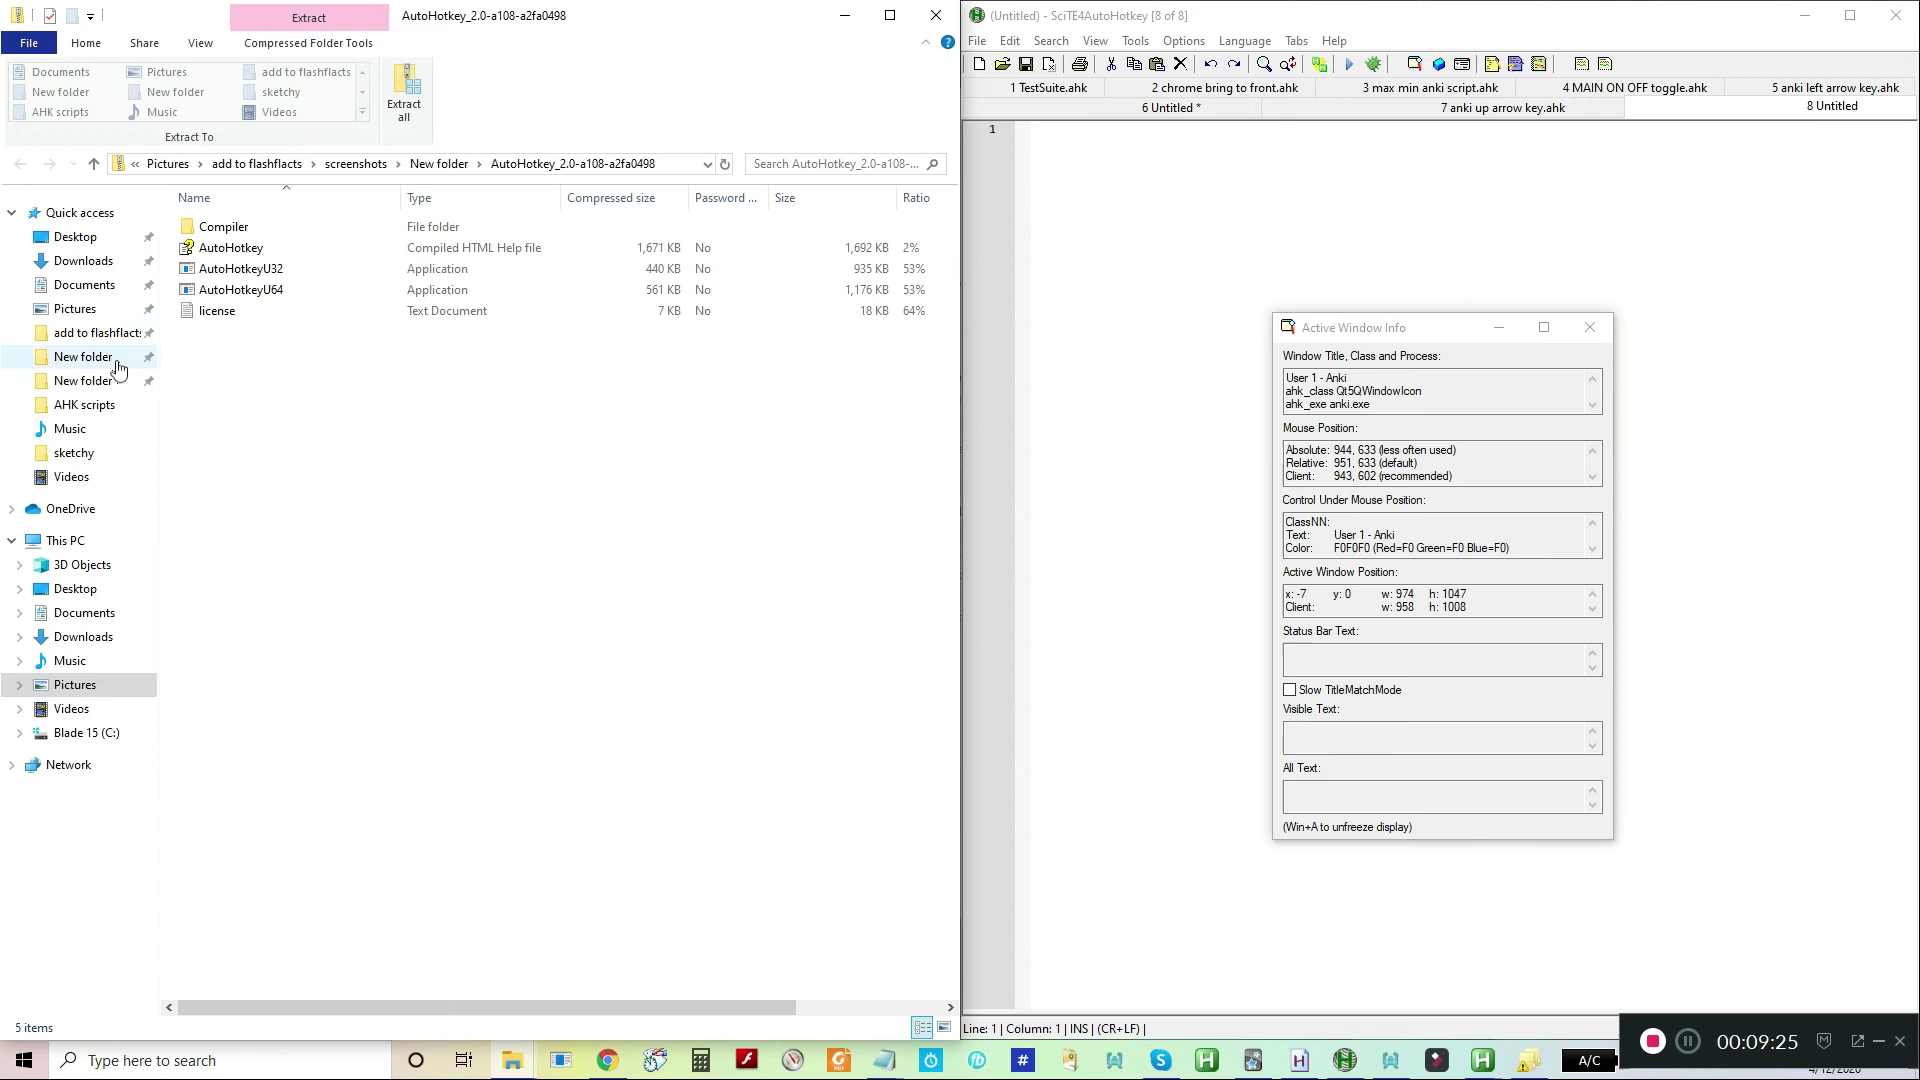 Extract
AutoHotkey_2.0-a108-a2fa0498
File
Home
Share
View
Compressed Folder Tools
Documents
Pictures
add to flashflacts
New folder
New folder
sketchy
AHK scripts
Music
Videos
Extract To
Extract all
« Pictures > add to flashflacts > screenshots > New folder > AutoHotkey_2.0-a108-a2fa0498
Search AutoHotkey_2.0-a108-...
Name
Type
Compressed size
Password ...
Size
Ratio
Compiler File folder
AutoHotkey Compiled HTML Help file 1,671 KB No 1,692 KB 2%
AutoHotkeyU32 Application 440 KB No 935 KB 53%
AutoHotkeyU64 Application 561 KB No 1,176 KB 53%
license Text Document 7 KB No 18 KB 64%
Quick access
Desktop
Downloads
Documents
Pictures
add to flashflact
New folder
New folder
AHK scripts
Music
sketchy
Videos
OneDrive
This PC
3D Objects
Desktop
Documents
Downloads
Music
Pictures
Videos
Blade 15 (C:)
Network
5 items
(Untitled) - SciTE4AutoHotkey [8 of 8]
File Edit Search View Tools Options Language Tabs Help
1 TestSuite.ahk
2 chrome bring to front.ahk
3 max min anki script.ahk
4 MAIN ON OFF toggle.ahk
5 anki left arrow key.ahk
6 Untitled *
7 anki up arrow key.ahk
8 Untitled
1
Active Window Info
Window Title, Class and Process:
User 1 - Anki
ahk_class Qt5QWindowIcon
ahk_exe anki.exe
Mouse Position:
Absolute: 944, 633 (less often used)
Relative: 951, 633 (default)
Client: 943, 602 (recommended)
Control Under Mouse Position:
ClassNN:
Text: User 1 - Anki
Color: F0F0F0 (Red=F0 Green=F0 Blue=F0)
Active Window Position:
x: -7 y: 0 w: 974 h: 1047
Client: w: 958 h: 1008
Status Bar Text:
Slow TitleMatchMode
Visible Text:
All Text:
(Win+A to unfreeze display)
Line: 1 | Column: 1 | INS | (CR+LF) |
Type here to search
A/C
00:09:25
4/12/2020